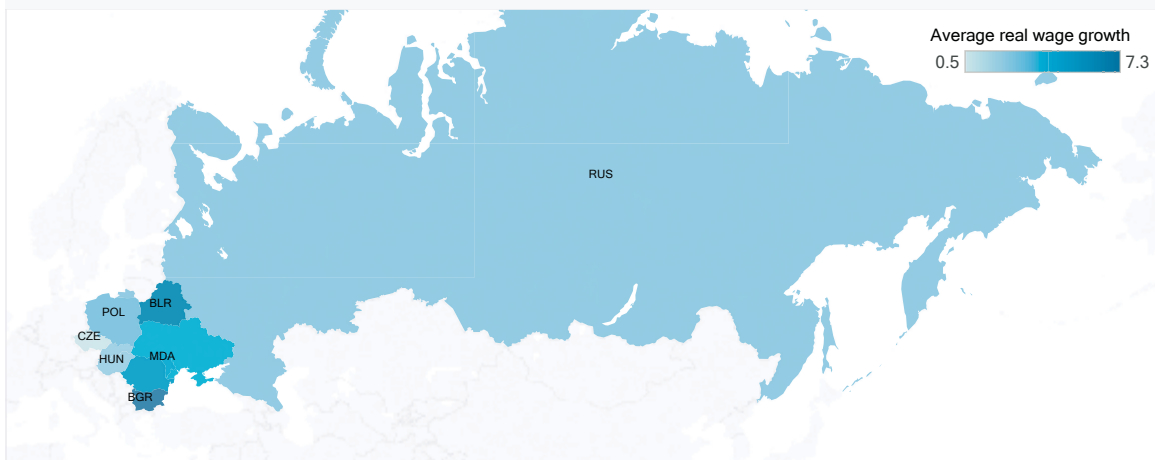 Average real wage growth
0.5 7.3
RUS
BLR
POL
CZE
HUN
MDA
BGR